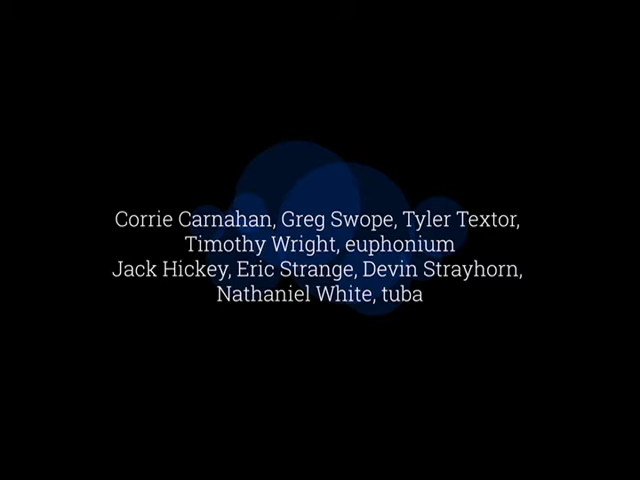 Corrie Carnahan, Greg Swope, Tyler Textor,
Timothy Wright, euphonium
Jack Hickey, Eric Strange, Devin Strayhorn,
Nathaniel White, tuba